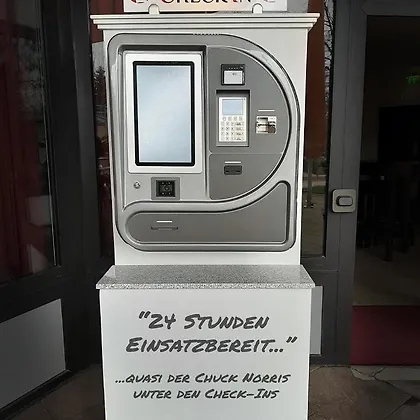 "24 STUNDEN
EINSATZBEREIT..."
...QUASI DER CHUCK NORRIS
UNTER DEN CHECK-INS